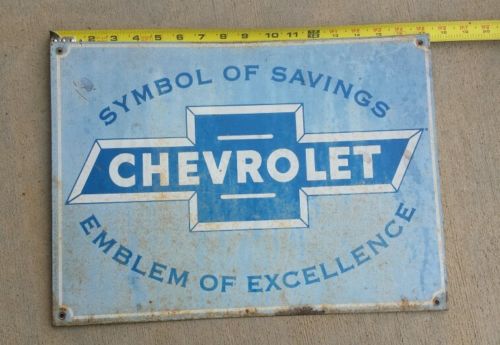 2 3 4 5 6 7 8 9 10 11
SYMBOL OF SAVINGS
CHEVROLET
EMBLEM OF EXCELLENCE